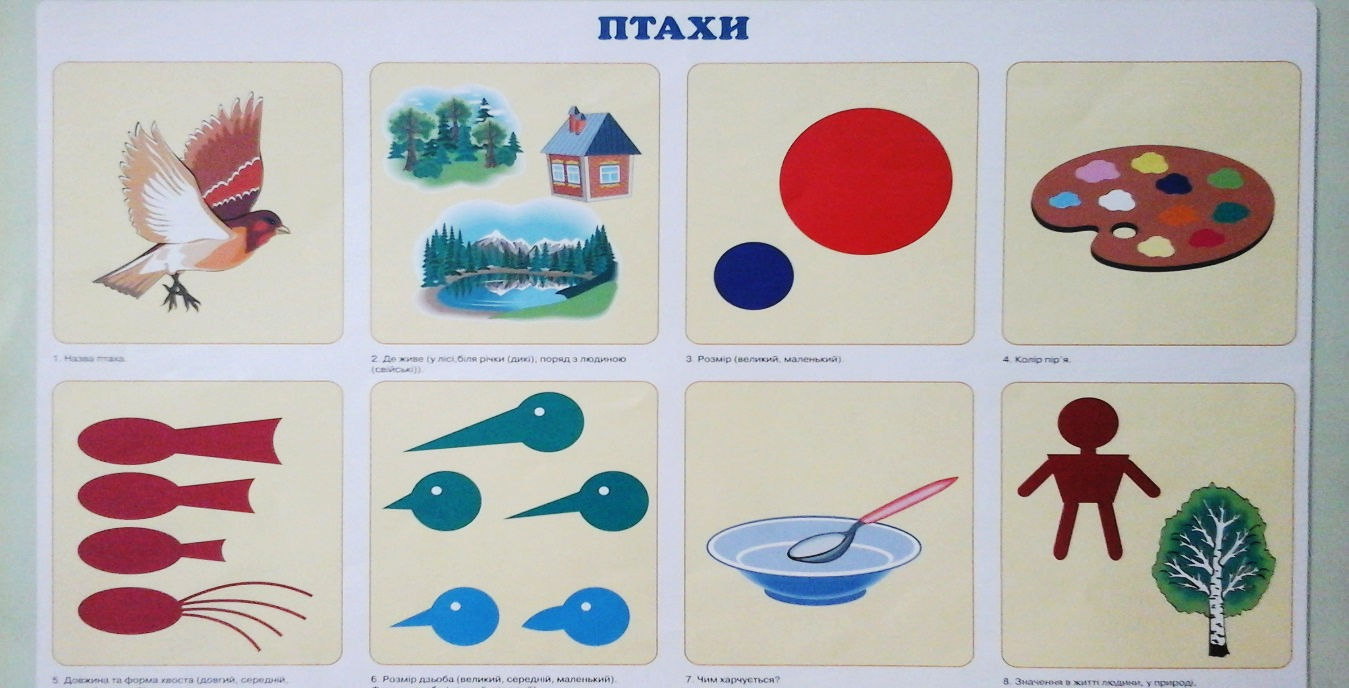 ПТАХИ
1. Назва птаха.
2. Де живе (у лісі,біля річки (дикі); поряд з людиною
(свійські)).
3. Розмір (великий, маленький).
4. Колір пір'я.
5. Довжина та форма хвоста (довгий, середній,
6. Розмір дзьоба (великий, середній, маленький).
7. Чим харчується?
8. Значення в житті людини, у природі.